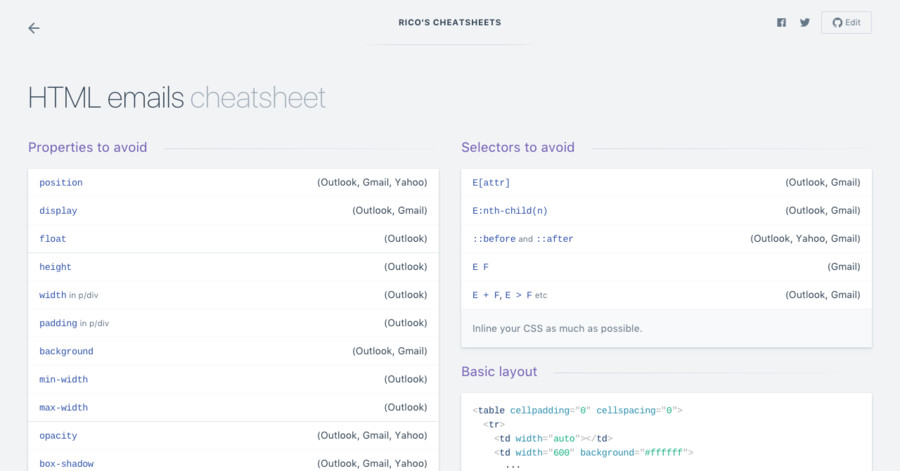 RICO'S CHEATSHEETS
Edit
HTML emails cheatsheet
Properties to avoid
position (Outlook, Gmail, Yahoo)
display (Outlook, Gmail)
float (Outlook)
height (Outlook)
width in p/div (Outlook)
padding in p/div (Outlook)
background (Outlook, Gmail)
min-width (Outlook)
max-width (Outlook)
opacity (Outlook, Gmail, Yahoo)
box-shadow (Outlook, Gmail, Yahoo)
Selectors to avoid
E[attr] (Outlook, Gmail)
E:nth-child(n) (Outlook, Gmail)
::before and ::after (Outlook, Yahoo, Gmail)
E F (Gmail)
E + F, E > F etc (Outlook, Gmail)
Inline your CSS as much as possible.
Basic layout
<table cellpadding="0" cellspacing="0">
<tr>
<td width="auto"></td>
<td width="600" background="#ffffff">
...